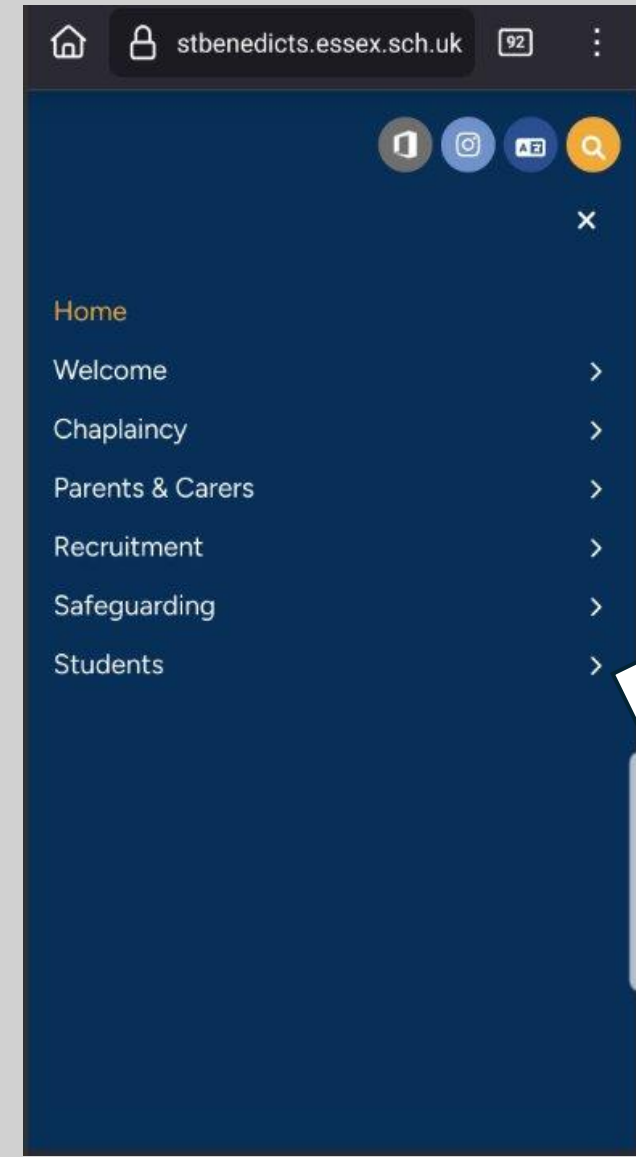 stbenedicts.essex.sch.uk 92
Home
Welcome
Chaplaincy
Parents & Carers
Recruitment
Safeguarding
Students